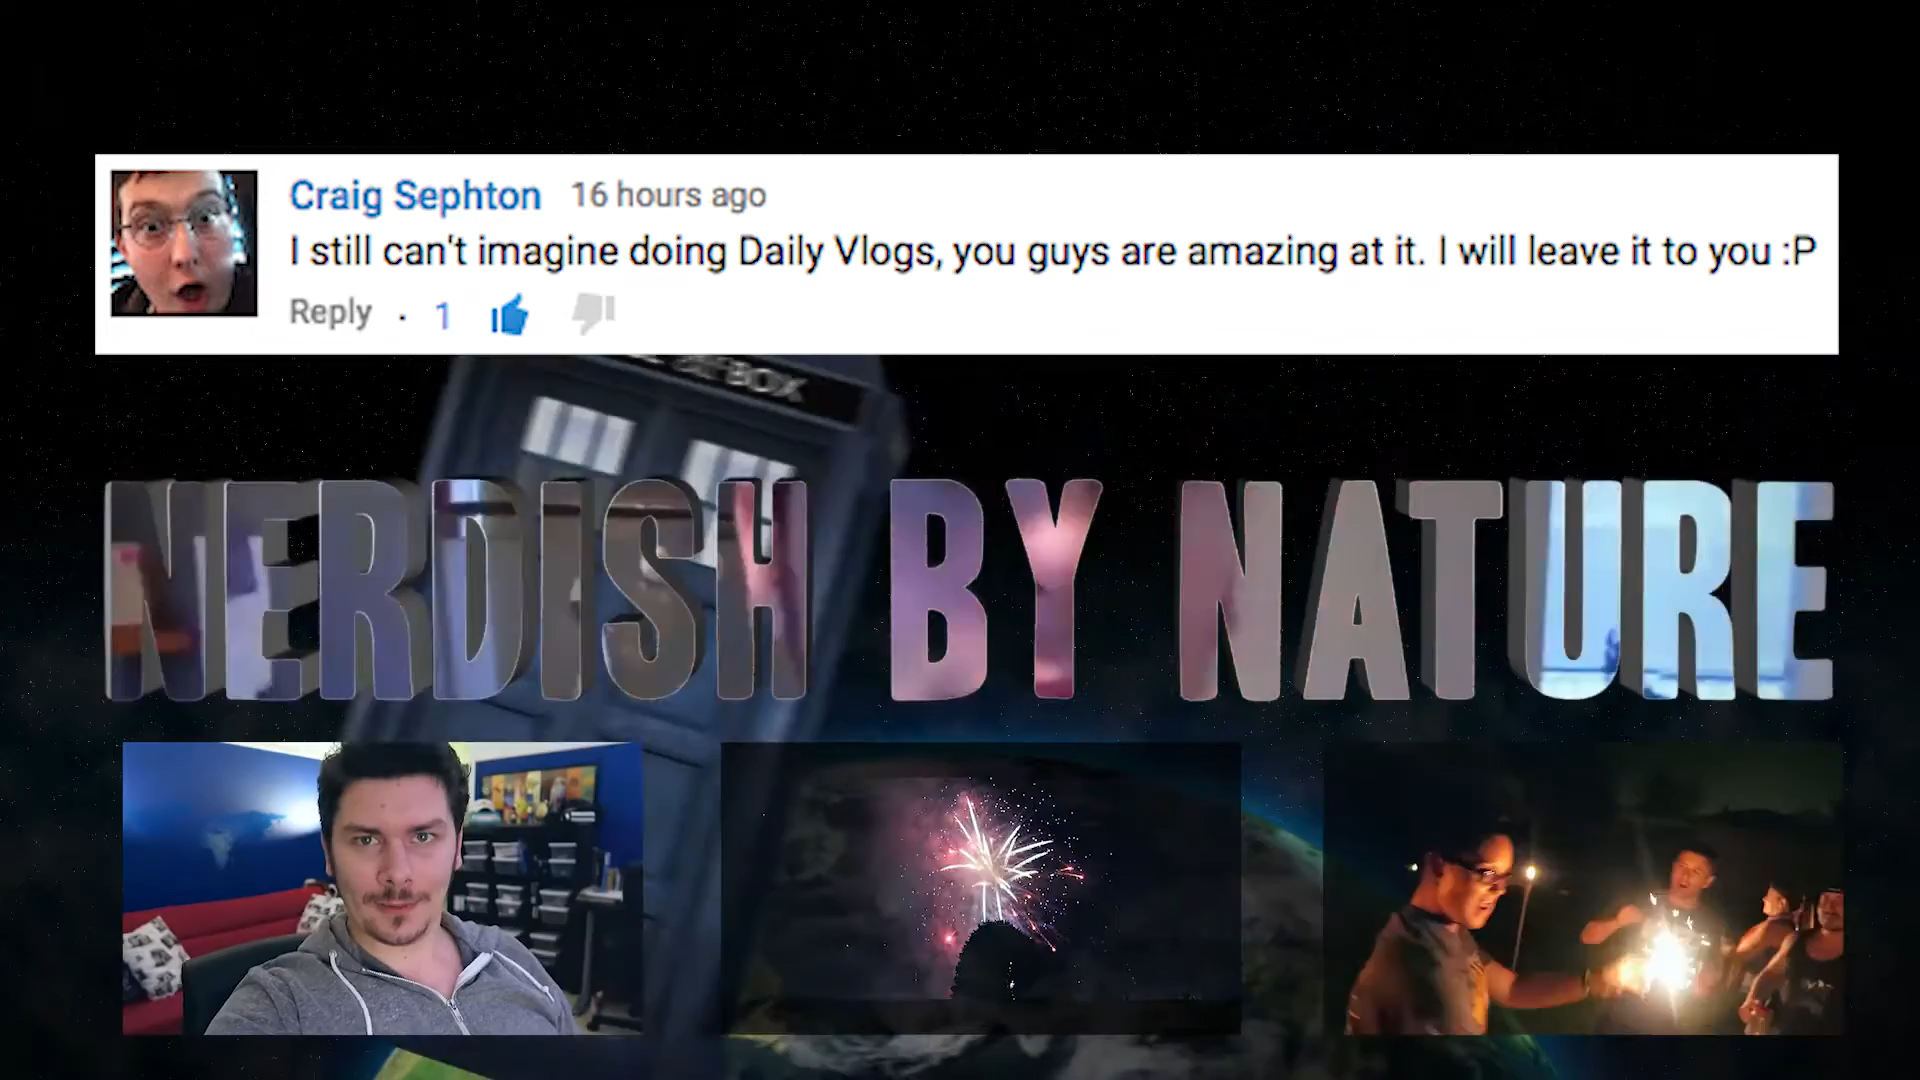 Craig Sephton 16 hours ago
I still can't imagine doing Daily Vlogs, you guys are amazing at it. I will leave it to you :P
Reply · 1
BOX
NERDISH BY NATURE